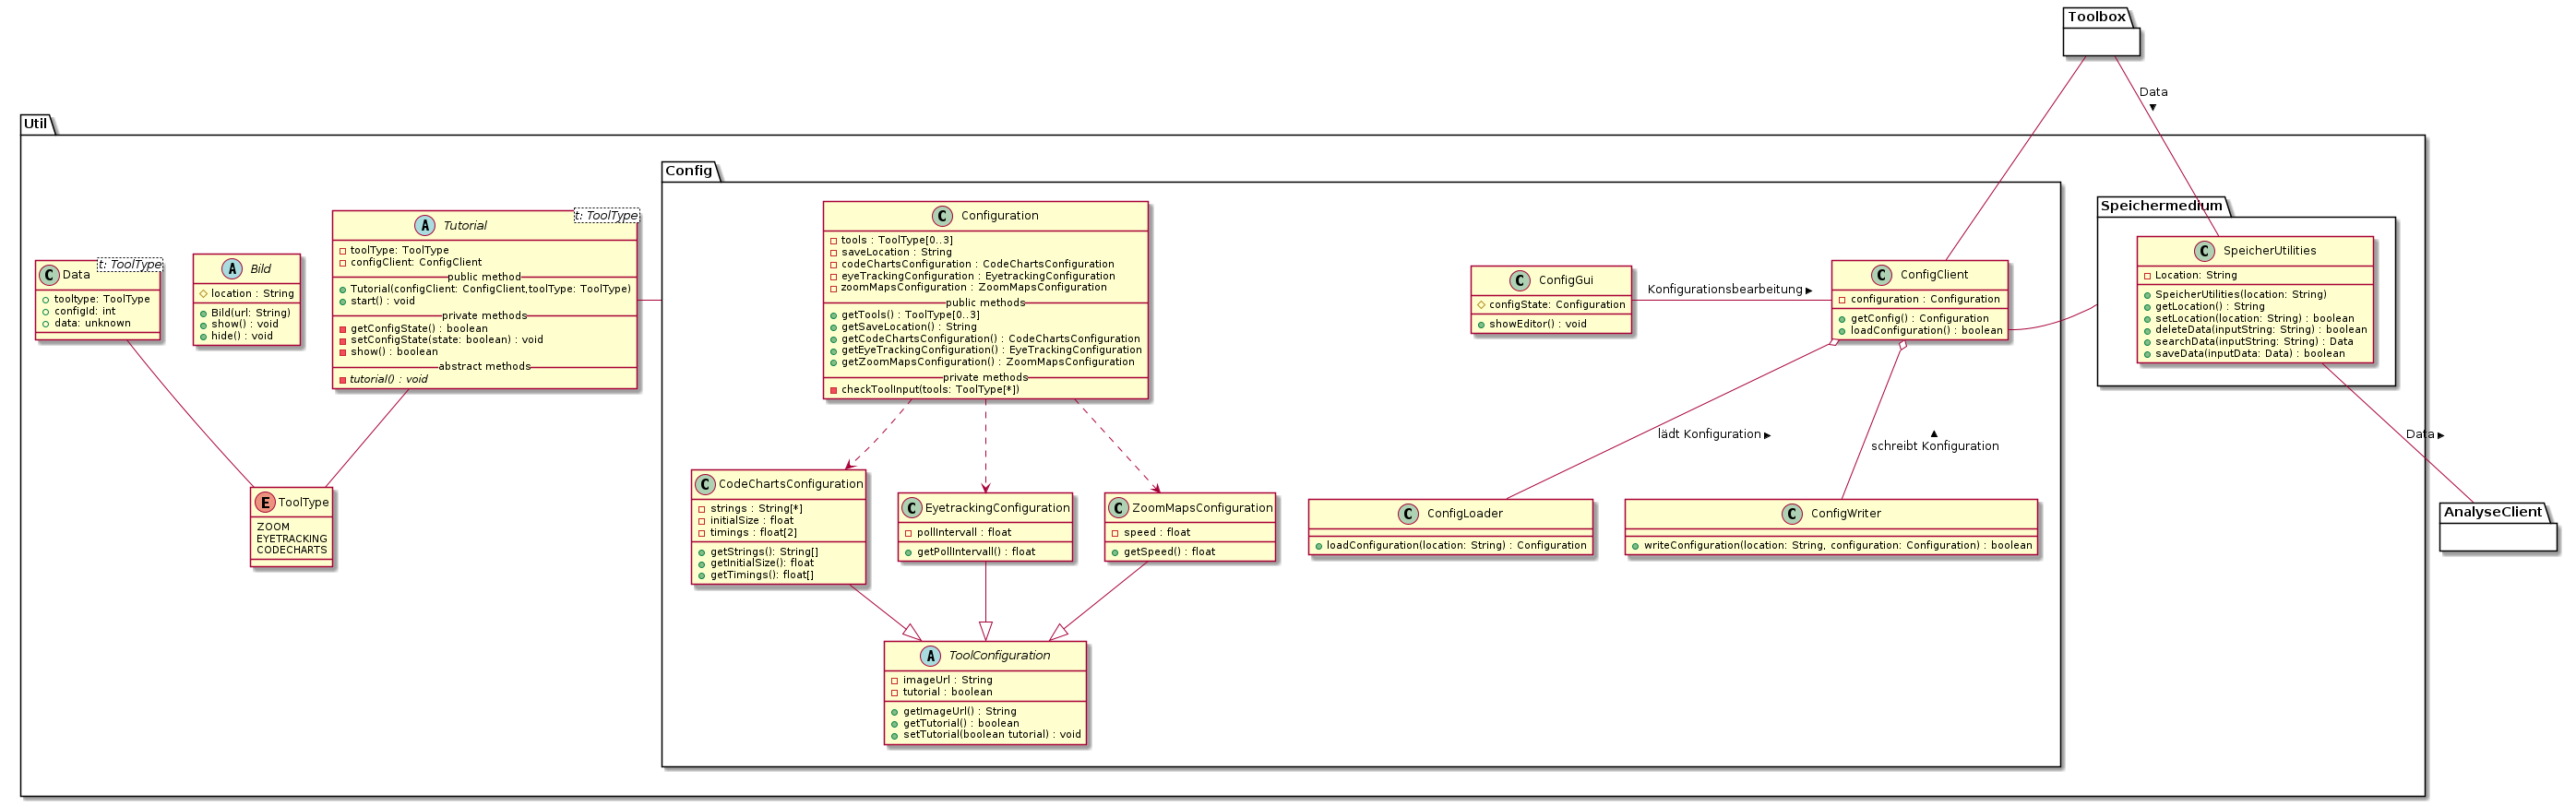 Toolbox
Data
▼
Util
Config
Speichermedium
C Data
t: ToolType
tooltype: ToolType
configId: int
data: unknown
A Bild
location : String
Bild(url: String)
show() : void
hide() : void
A Tutorial
t: ToolType
toolType: ToolType
configClient: ConfigClient
public method
Tutorial(configClient: ConfigClient,toolType: ToolType)
start() : void
private methods
getConfigState() : boolean
setConfigState(state: boolean) : void
show() : boolean
abstract methods
tutorial() : void
C Configuration
tools : ToolType[0..3]
saveLocation : String
codeChartsConfiguration : CodeChartsConfiguration
eyeTrackingConfiguration : EyetrackingConfiguration
zoomMapsConfiguration : ZoomMapsConfiguration
public methods
getTools() : ToolType[0..3]
getSaveLocation() : String
getCodeChartsConfiguration() : CodeChartsConfiguration
getEyeTrackingConfiguration() : EyeTrackingConfiguration
getZoomMapsConfiguration() : ZoomMapsConfiguration
private methods
checkToolInput(tools: ToolType[*])
C ConfigGui
configState: Configuration
showEditor() : void
Konfigurationsbearbeitung ▶
C ConfigClient
configuration : Configuration
getConfig() : Configuration
loadConfiguration() : boolean
C SpeicherUtilities
Location: String
SpeicherUtilities(location: String)
getLocation() : String
setLocation(location: String) : boolean
deleteData(inputString: String) : boolean
searchData(inputString: String) : Data
saveData(inputData: Data) : boolean
lädt Konfiguration ▶
▲
schreibt Konfiguration
Data ▶
E ToolType
ZOOM
EYETRACKING
CODECHARTS
C CodeChartsConfiguration
strings : String[*]
initialSize : float
timings : float[2]
getStrings(): String[]
getInitialSize(): float
getTimings(): float[]
C EyetrackingConfiguration
pollIntervall : float
getPollIntervall() : float
C ZoomMapsConfiguration
speed : float
getSpeed() : float
C ConfigLoader
loadConfiguration(location: String) : Configuration
C ConfigWriter
writeConfiguration(location: String, configuration: Configuration) : boolean
AnalyseClient
A ToolConfiguration
imageUrl : String
tutorial : boolean
getImageUrl() : String
getTutorial() : boolean
setTutorial(boolean tutorial) : void